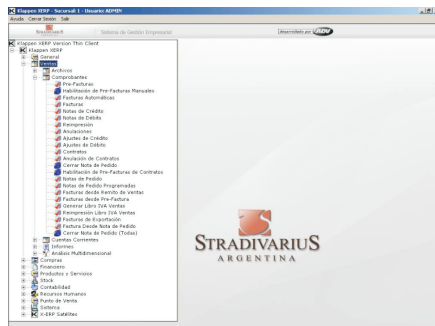 Klappen XERP - Sucursal: 1 - Usuario: ADMIN
Ayuda Cerrar Sesión Salir
Stradivarius
Sistema de Gestión Empresarial
desarrollado por ADV
Klappen XERP Version Thin Client
Klappen XERP
General
Ventas
Archivos
Comprobantes
Pre-Facturas
Habilitación de Pre-Facturas Manuales
Facturas Automáticas
Facturas
Notas de Crédito
Notas de Débito
Reimpresión
Anulaciones
Ajustes de Crédito
Ajustes de Débito
Contratos
Anulación de Contratos
Cerrar Nota de Pedido
Habilitación de Pre-Facturas de Contratos
Notas de Pedido
Notas de Pedido Programadas
Facturas desde Remito de Ventas
Facturas desde Pre-Factura
Generar Libro IVA Ventas
Reimpresión Libro IVA Ventas
Facturas de Exportación
Factura Desde Nota de Pedido
Cerrar Nota de Pedido (Todas)
Cuentas Corrientes
Informes
Análisis Multidimensional
Compras
Financiero
Productos y Servicios
Stock
Contabilidad
Recursos Humanos
Punto de Venta
Sistema
X-ERP Satélites
STRADIVARIUS
ARGENTINA